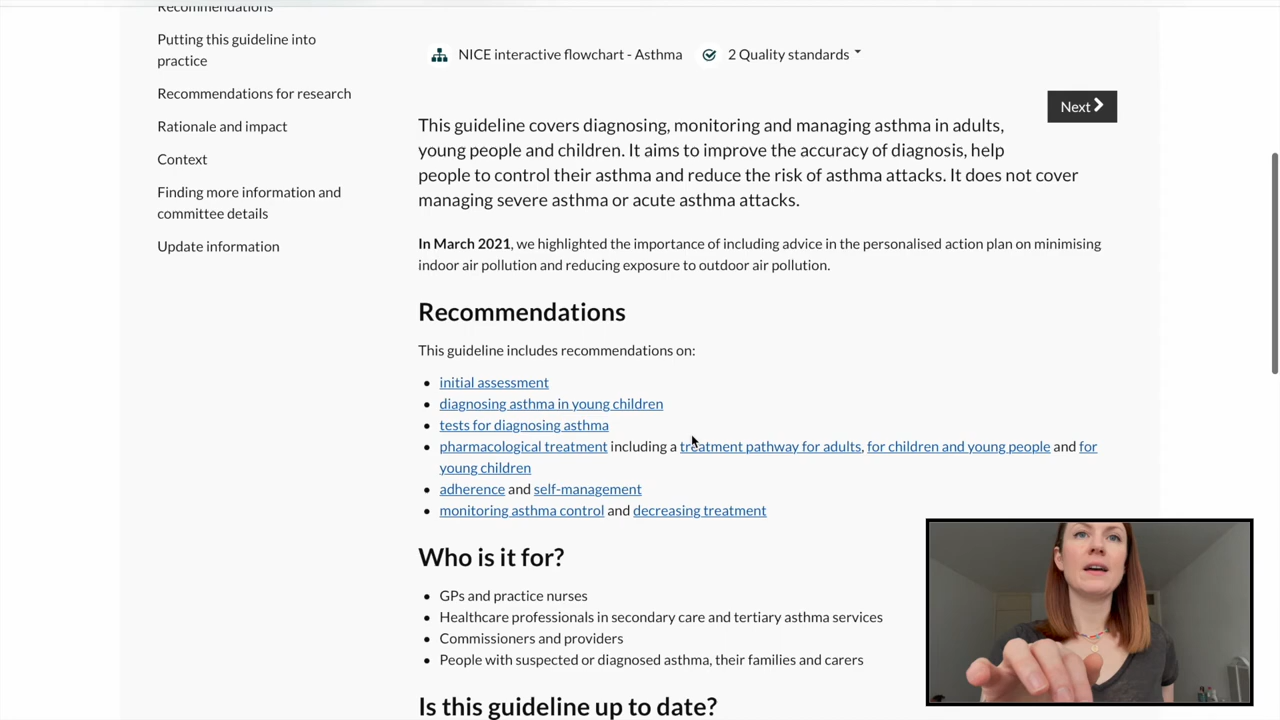 Recommendations
Putting this guideline into
practice
Recommendations for research
Rationale and impact
Context
Finding more information and
committee details
Update information
NICE interactive flowchart - Asthma
2 Quality standards
Next
This guideline covers diagnosing, monitoring and managing asthma in adults,
young people and children. It aims to improve the accuracy of diagnosis, help
people to control their asthma and reduce the risk of asthma attacks. It does not cover
managing severe asthma or acute asthma attacks.
In March 2021, we highlighted the importance of including advice in the personalised action plan on minimising
indoor air pollution and reducing exposure to outdoor air pollution.
Recommendations
This guideline includes recommendations on:
• initial assessment
• diagnosing asthma in young children
• tests for diagnosing asthma
• pharmacological treatment including a treatment pathway for adults, for children and young people and for
young children
• adherence and self-management
• monitoring asthma control and decreasing treatment
Who is it for?
• GPs and practice nurses
• Healthcare professionals in secondary care and tertiary asthma services
• Commissioners and providers
• People with suspected or diagnosed asthma, their families and carers
Is this guideline up to date?